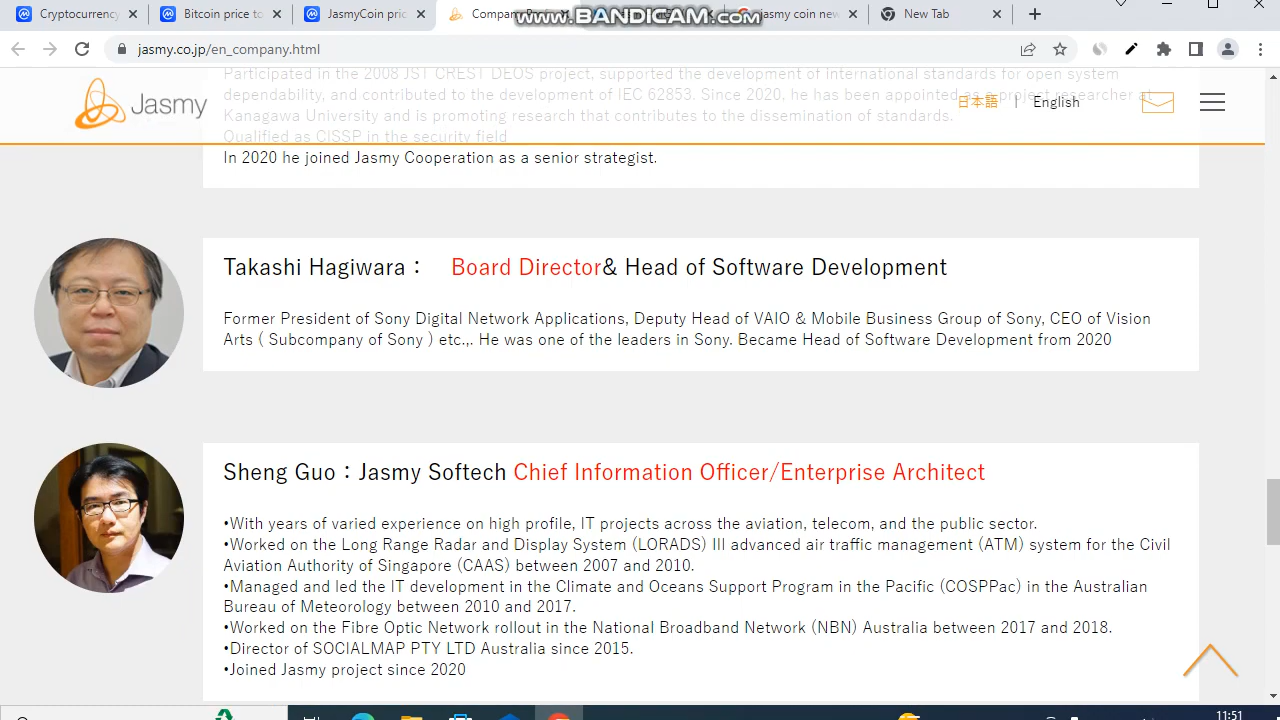 Cryptocurrency
Bitcoin price to
JasmyCoin pric
Company
jasmy coin new
New Tab
www.BANDICAM.com
jasmy.co.jp/en_company.html
Participated in the 2008 JST CREST DEOS project, supported the development of International standards for open system
dependability, and contributed to the development of IEC 62853. Since 2020, he has been appointed as a project researcher at
Kanagawa University and is promoting research that contributes to the dissemination of standards.
Qualified as CISSP in the security field
Jasmy
日本語 | English
In 2020 he joined Jasmy Cooperation as a senior strategist.
Takashi Hagiwara： Board Director& Head of Software Development
Former President of Sony Digital Network Applications, Deputy Head of VAIO & Mobile Business Group of Sony, CEO of Vision
Arts ( Subcompany of Sony ) etc.,. He was one of the leaders in Sony. Became Head of Software Development from 2020
Sheng Guo：Jasmy Softech Chief Information Officer/Enterprise Architect
•With years of varied experience on high profile, IT projects across the aviation, telecom, and the public sector.
•Worked on the Long Range Radar and Display System (LORADS) III advanced air traffic management (ATM) system for the Civil
Aviation Authority of Singapore (CAAS) between 2007 and 2010.
•Managed and led the IT development in the Climate and Oceans Support Program in the Pacific (COSPPac) in the Australian
Bureau of Meteorology between 2010 and 2017.
•Worked on the Fibre Optic Network rollout in the National Broadband Network (NBN) Australia between 2017 and 2018.
•Director of SOCIALMAP PTY LTD Australia since 2015.
•Joined Jasmy project since 2020
11:51